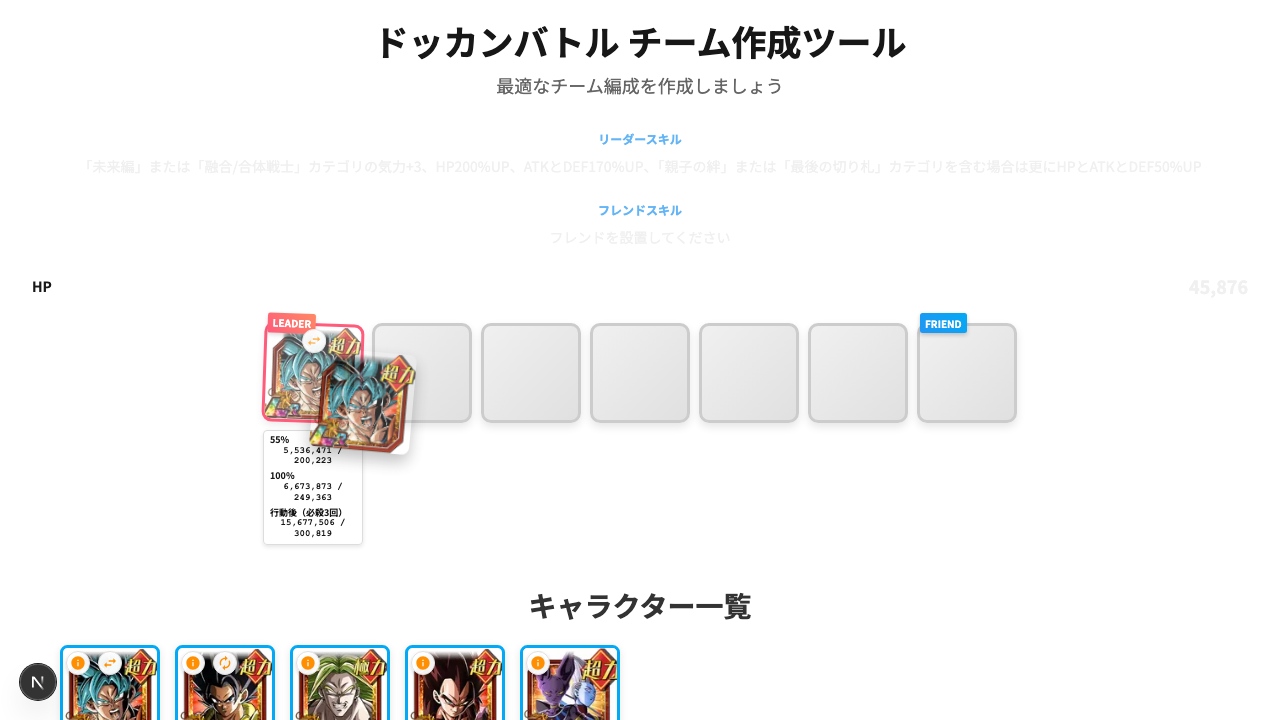 ドッカンバトル チーム作成ツール
最適なチーム編成を作成しましょう
リーダースキル
「未来編」または「融合/合体戦士」カテゴリの気力+3、HP200%UP、ATKとDEF170%UP、「親子の絆」または「最後の切り札」カテゴリを含む場合は更にHPとATKとDEF50%UP
フレンドスキル
フレンドを設置してください
HP
45,876
LEADER
FRIEND
超力
超力
55%
5,536,471 /
200,223
100%
6,673,873 /
249,363
行動後（必殺3回）
15,677,506 /
300,819
キャラクター一覧
超力
超力
極力
超力
超力
N